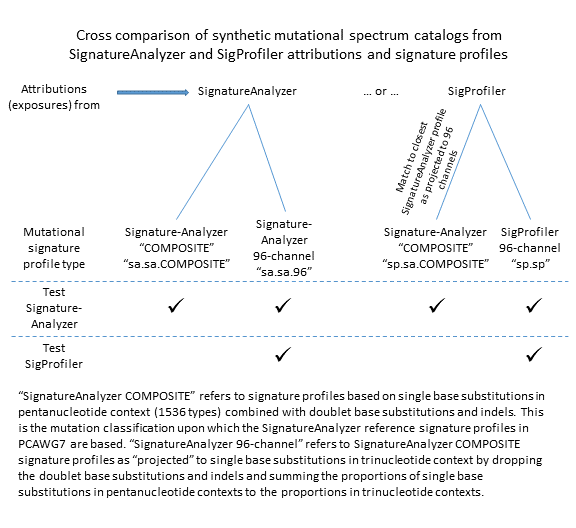 Cross comparison of synthetic mutational spectrum catalogs from
SignatureAnalyzer and SigProfiler attributions and signature profiles
Attributions
(exposures) from
SignatureAnalyzer
... or ...
SigProfiler
Match to closest
SignatureAnalyzer profile
as projected to 96
channels
Mutational
signature
profile type
Signature-Analyzer
“COMPOSITE”
“sa.sa.COMPOSITE”
Signature-
Analyzer
96-channel
“sa.sa.96”
Signature-Analyzer
“COMPOSITE”
“sp.sa.COMPOSITE”
SigProfiler
96-channel
“sp.sp”
Test
Signature-
Analyzer
✓ ✓ ✓ ✓
Test
SigProfiler
✓ ✓
“SignatureAnalyzer COMPOSITE” refers to signature profiles based on single base substitutions in
pentanucleotide context (1536 types) combined with doublet base substitutions and indels. This
is the mutation classification upon which the SignatureAnalyzer reference signature profiles in
PCAWG7 are based. “SignatureAnalyzer 96-channel” refers to SignatureAnalyzer COMPOSITE
signature profiles as “projected” to single base substitutions in trinucleotide context by dropping
the doublet base substitutions and indels and summing the proportions of single base
substitutions in pentanucleotide contexts to the proportions in trinucleotide contexts.